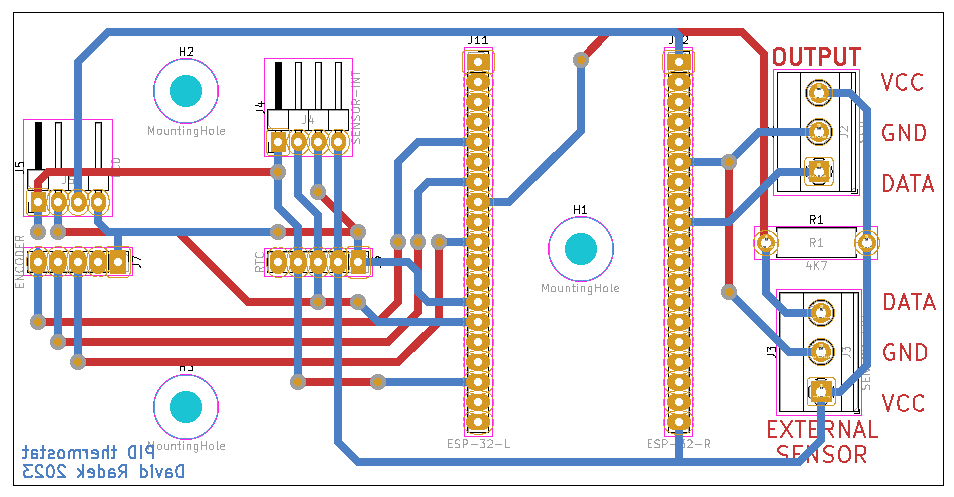 J11
J12
H2
OUTPUT
VCC
J4
SENSOR-INT
J4
MountingHole
GND
J2
J5
DATA
H1
R1
R1
4K7
ENCODER
J7
RTC
MountingHole
DATA
J3
J3
GND
H3
VCC
EXTERNAL
SENSOR
MountingHole
ESP-32-L
ESP-32-R
PID thermostat
David Radek 2023